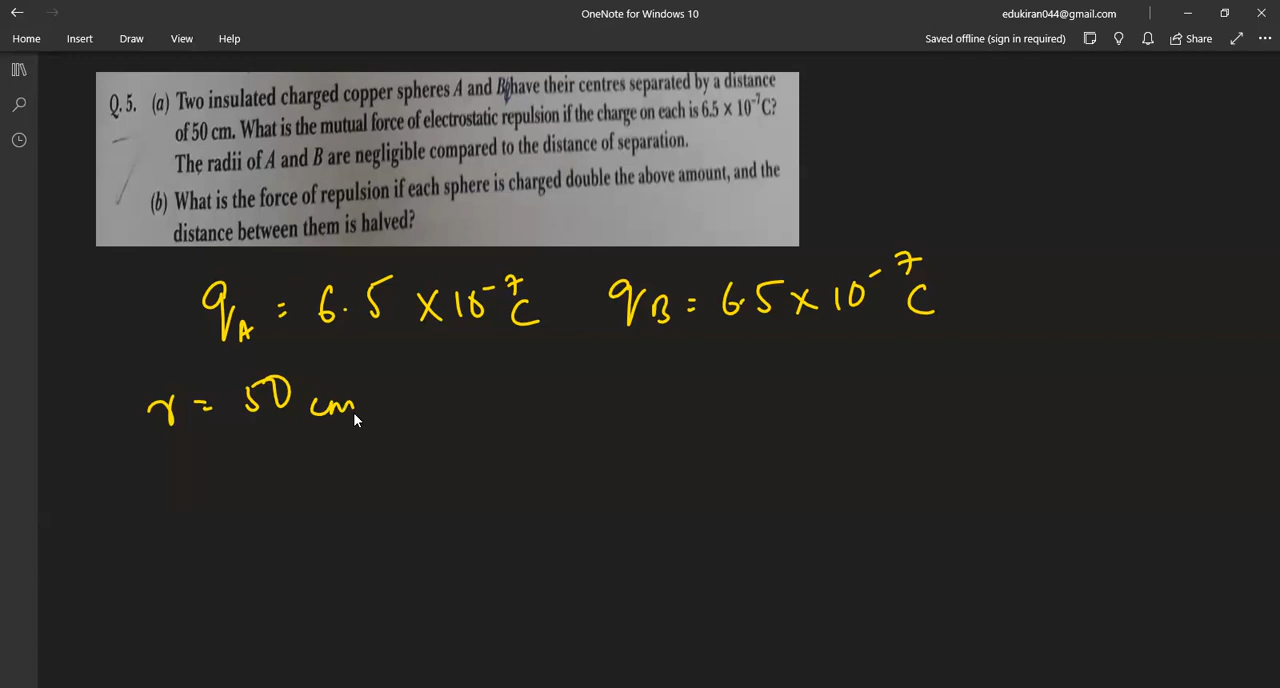 OneNote for Windows 10
edukiran044@gmail.com
Home Insert Draw View Help
Saved offline (sign in required) Share
Q.5. (a) Two insulated charged copper spheres A and B have their centres separated by a distance
of 50 cm. What is the mutual force of electrostatic repulsion if the charge on each is 6.5 × 10⁻⁷C?
The radii of A and B are negligible compared to the distance of separation.
(b) What is the force of repulsion if each sphere is charged double the above amount, and the
distance between them is halved?
q_A = 6.5 × 10⁻⁷ C q_B = 6.5 × 10⁻⁷ C
r = 50 cm